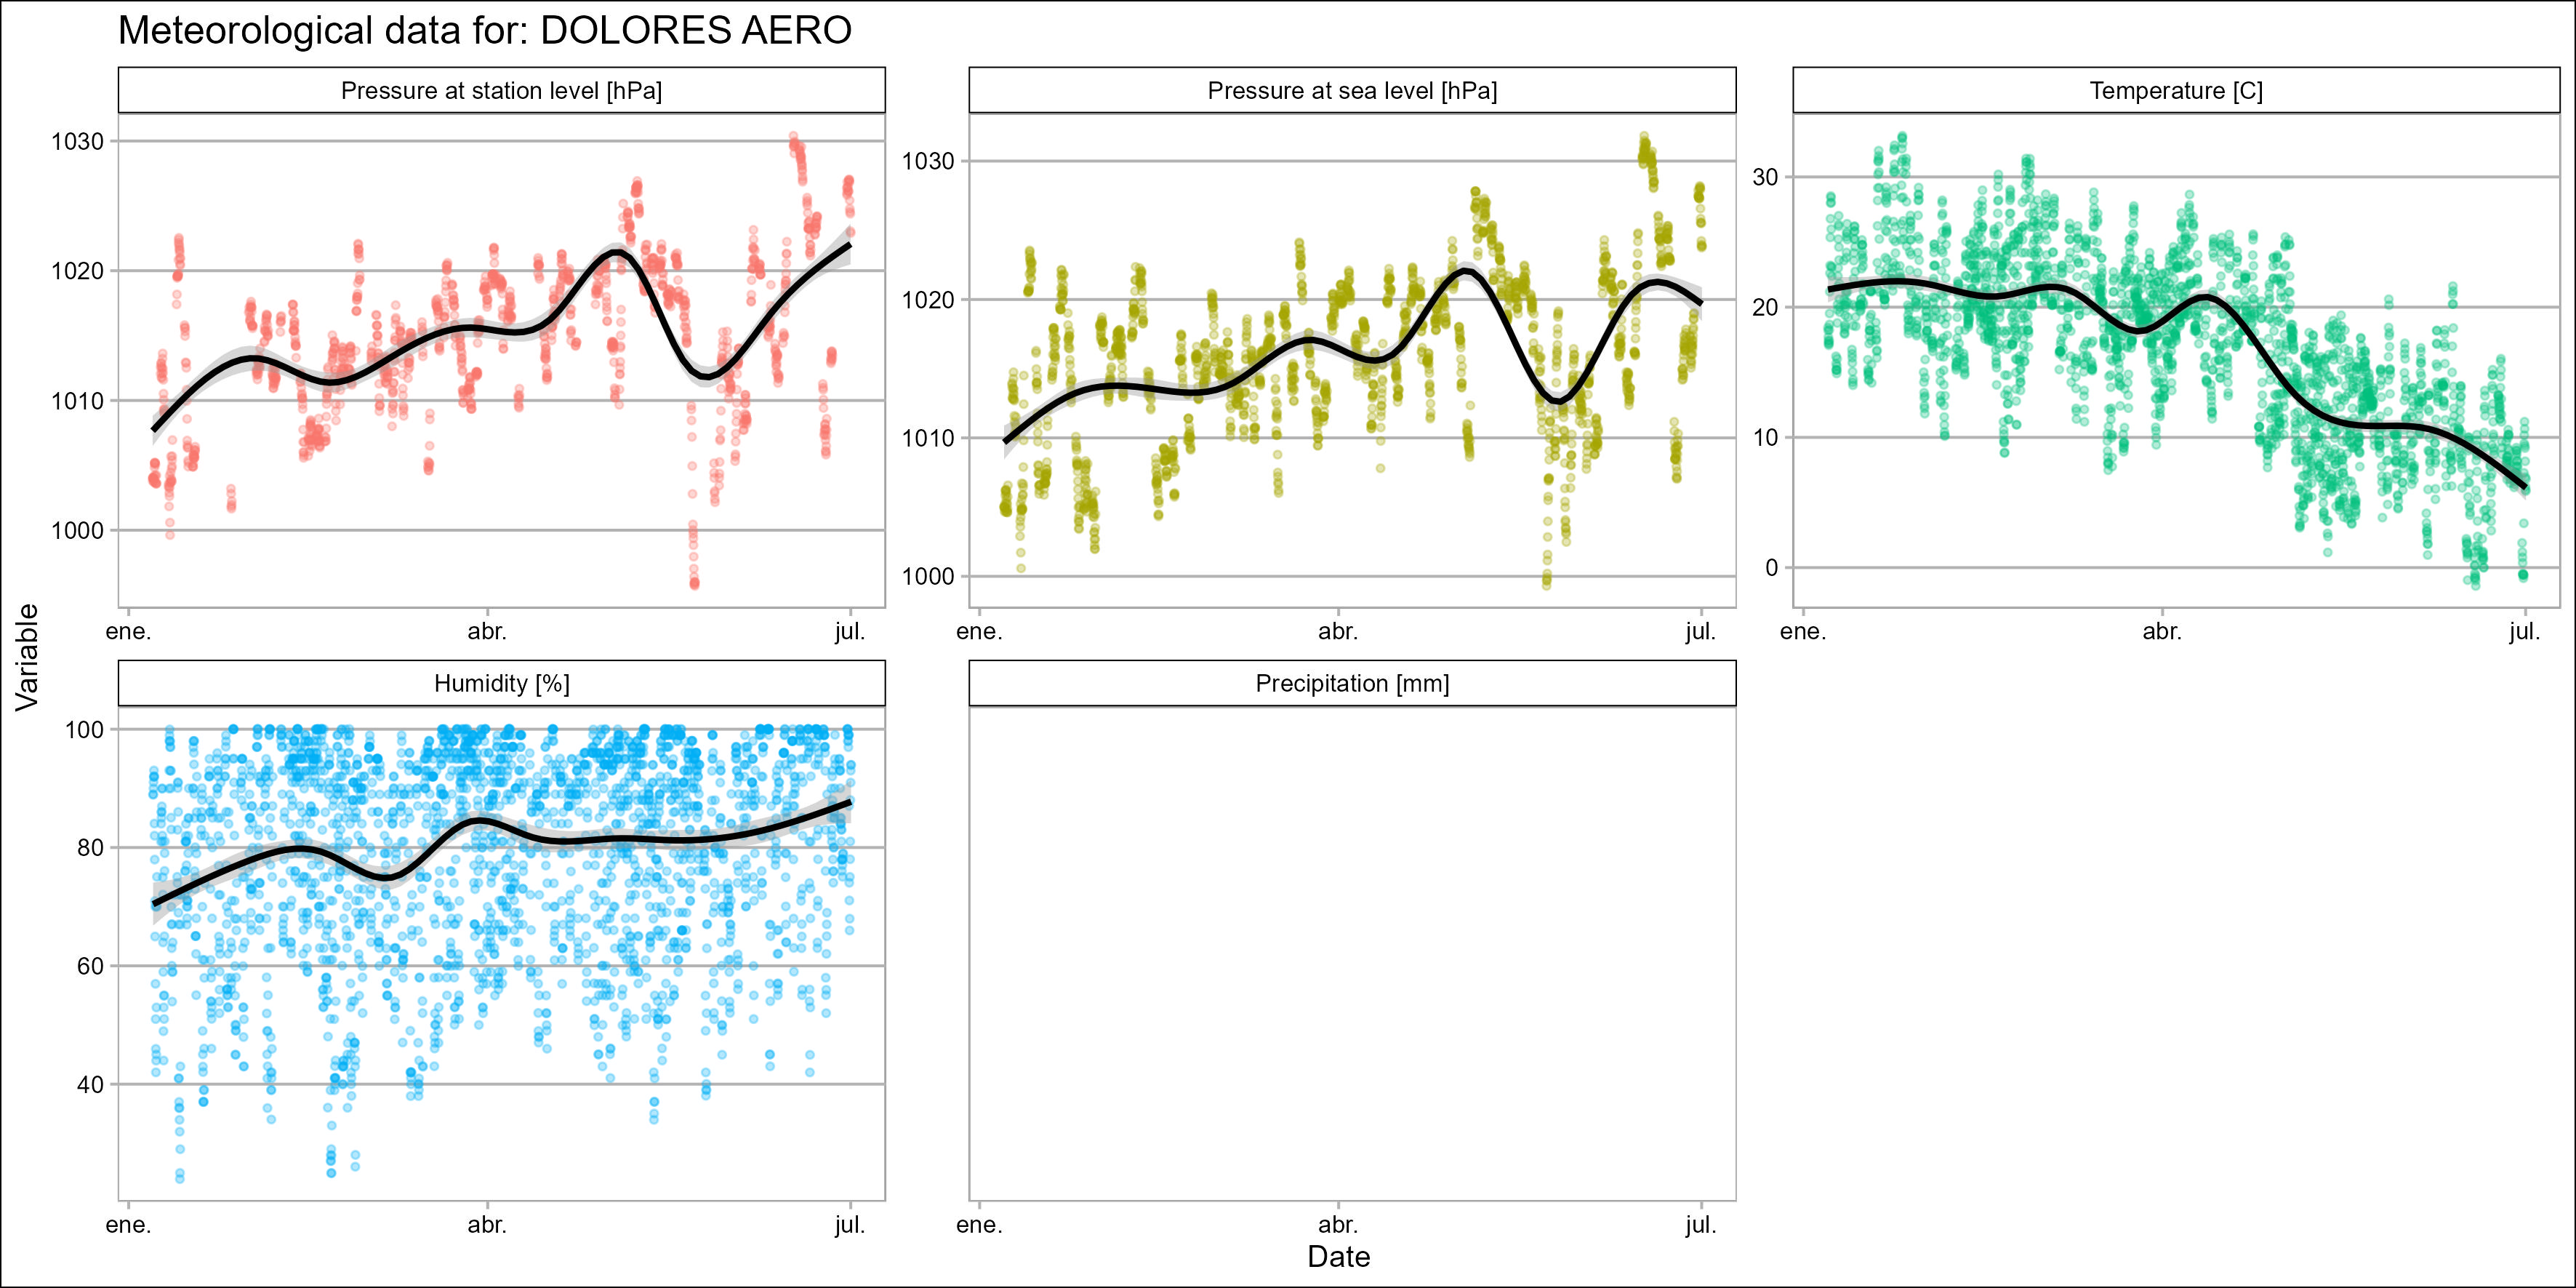 Meteorological data for: DOLORES AERO
Pressure at station level [hPa]
Pressure at sea level [hPa]
Temperature [C]
1030
1020
1010
1000
1030
1020
1010
1000
30
20
10
0
ene. abr. jul.
ene. abr. jul.
ene. abr. jul.
Variable
Humidity [%]
Precipitation [mm]
100
80
60
40
ene. abr. jul.
ene. abr. jul.
Date